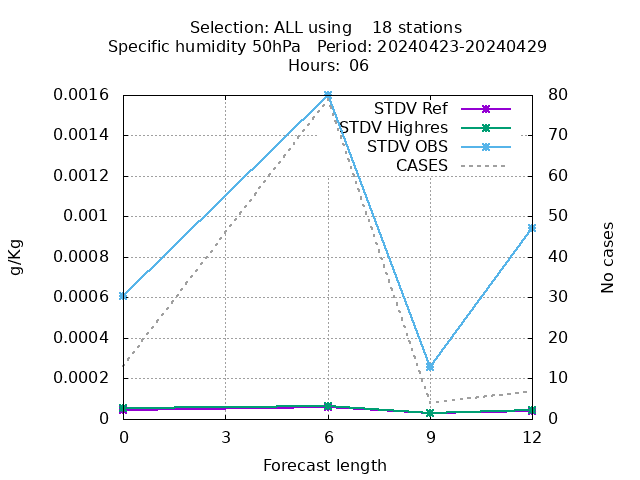 Selection: ALL using    18 stations
Specific humidity 50hPa   Period: 20240423-20240429
Hours: 06
0.0016
0.0014
0.0012
0.001
0.0008
0.0006
0.0004
0.0002
0
g/Kg
STDV Ref
STDV Highres
STDV OBS
CASES
80
70
60
50
40
30
20
10
0
No cases
0 3 6 9 12
Forecast length